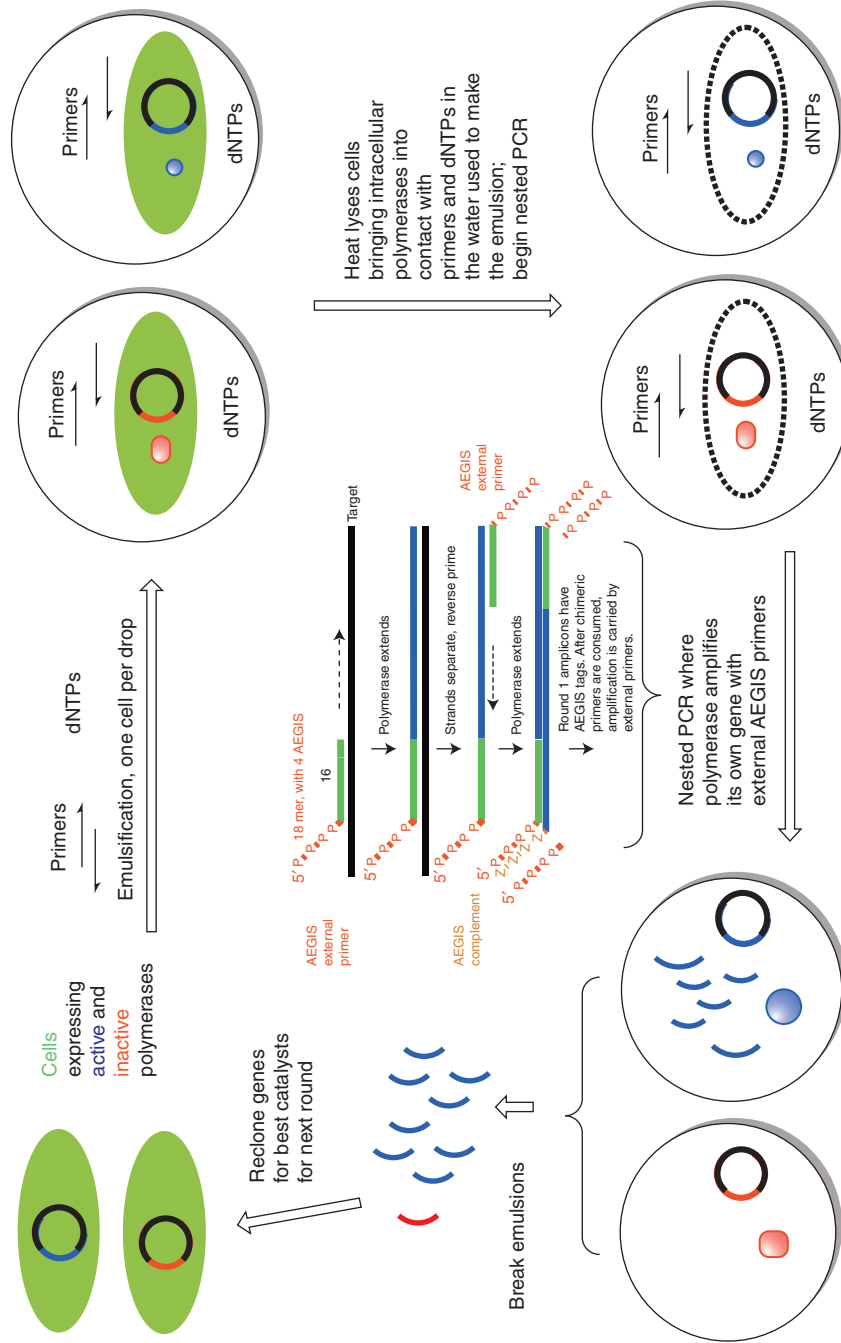 Cells
expressing
active and
inactive
polymerases
Primers
dNTPs
Emulsification, one cell per drop
Primers
dNTPs
Primers
dNTPs
Heat lyses cells
bringing intracellular
polymerases into
contact with
primers and dNTPs in
the water used to make
the emulsion;
begin nested PCR
Primers
dNTPs
Primers
dNTPs
AEGIS
external
primer
5′ P P P P
18 mer, with 4 AEGIS
16
Target
Polymerase extends
5′ P P P P
Strands separate, reverse prime
5′ P P P P
AEGIS
external
primer
P P P P
Polymerase extends
AEGIS
complement
5′ P P P P
Z Z Z Z
5′ P P P P
P P P P
P P P P
Round 1 amplicons have
AEGIS tags. After chimeric
primers are consumed,
amplification is carried by
external primers.
Nested PCR where
polymerase amplifies
its own gene with
external AEGIS primers
Break emulsions
Reclone genes
for best catalysts
for next round